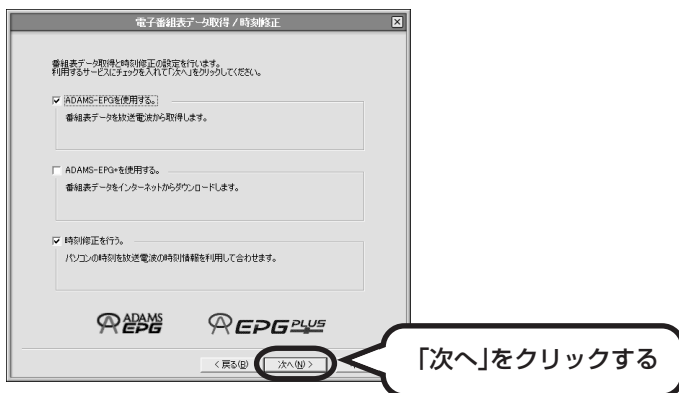 電子番組表データ取得 / 時刻修正
番組表データ取得と時刻修正の設定を行います。
利用するサービスにチェックを入れて「次へ」をクリックしてください。
ADAMS-EPGを使用する。
番組表データを放送電波から取得します。
ADAMS-EPG+を使用する。
番組表データをインターネットからダウンロードします。
時刻修正を行う。
パソコンの時刻を放送電波の時刻情報を利用して合わせます。
ADAMS EPG
EPG PLUS
< 戻る(B)
次へ(N) >
「次へ」をクリックする